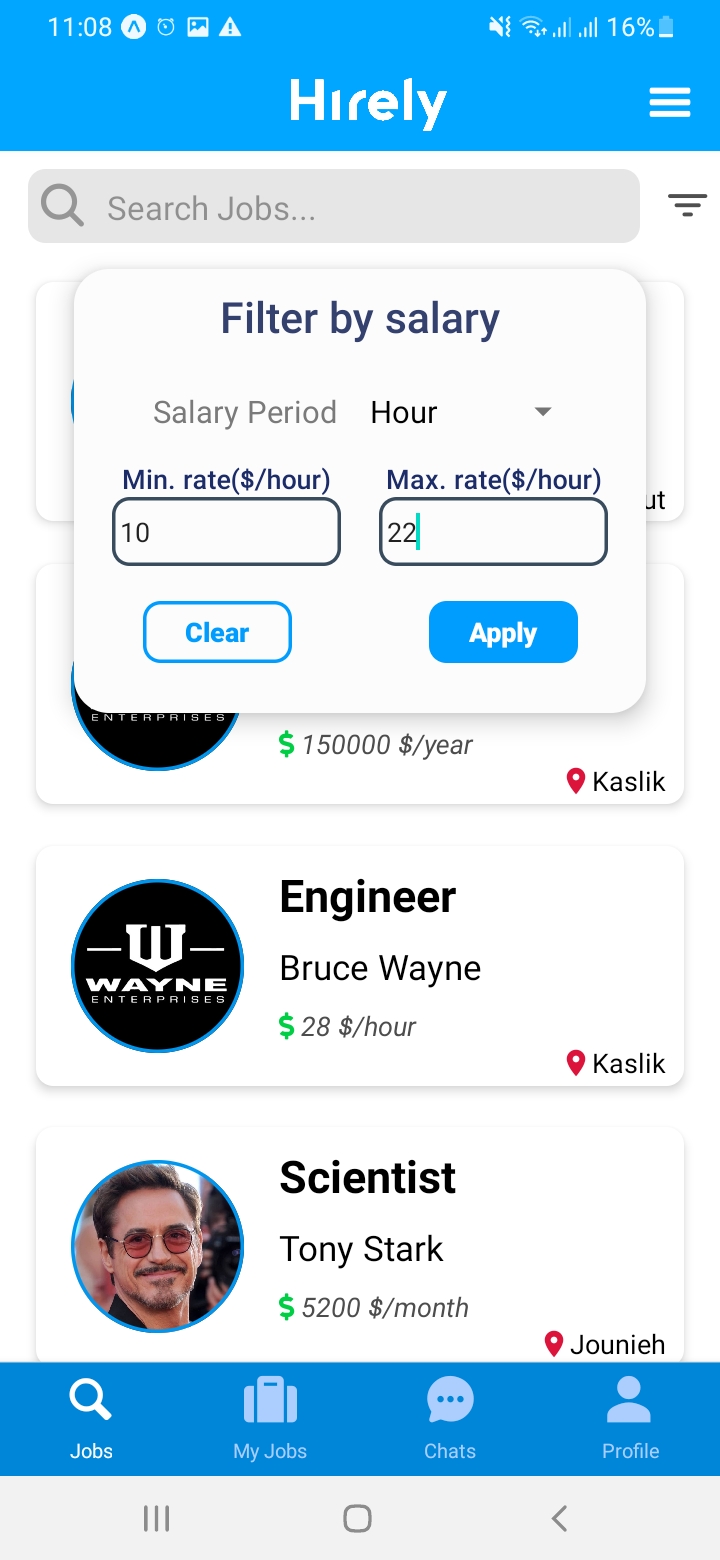 11:08 16%
Hırely
Search Jobs...
Filter by salary
Salary Period Hour
Min. rate($/hour) Max. rate($/hour)
10 22
ut
Clear Apply
ENTERPRISES
$ 150000 $/year
Kaslik
Engineer
WAYNE
ENTERPRISES
Bruce Wayne
$ 28 $/hour
Kaslik
Scientist
Tony Stark
$ 5200 $/month
Jounieh
Jobs My Jobs Chats Profile